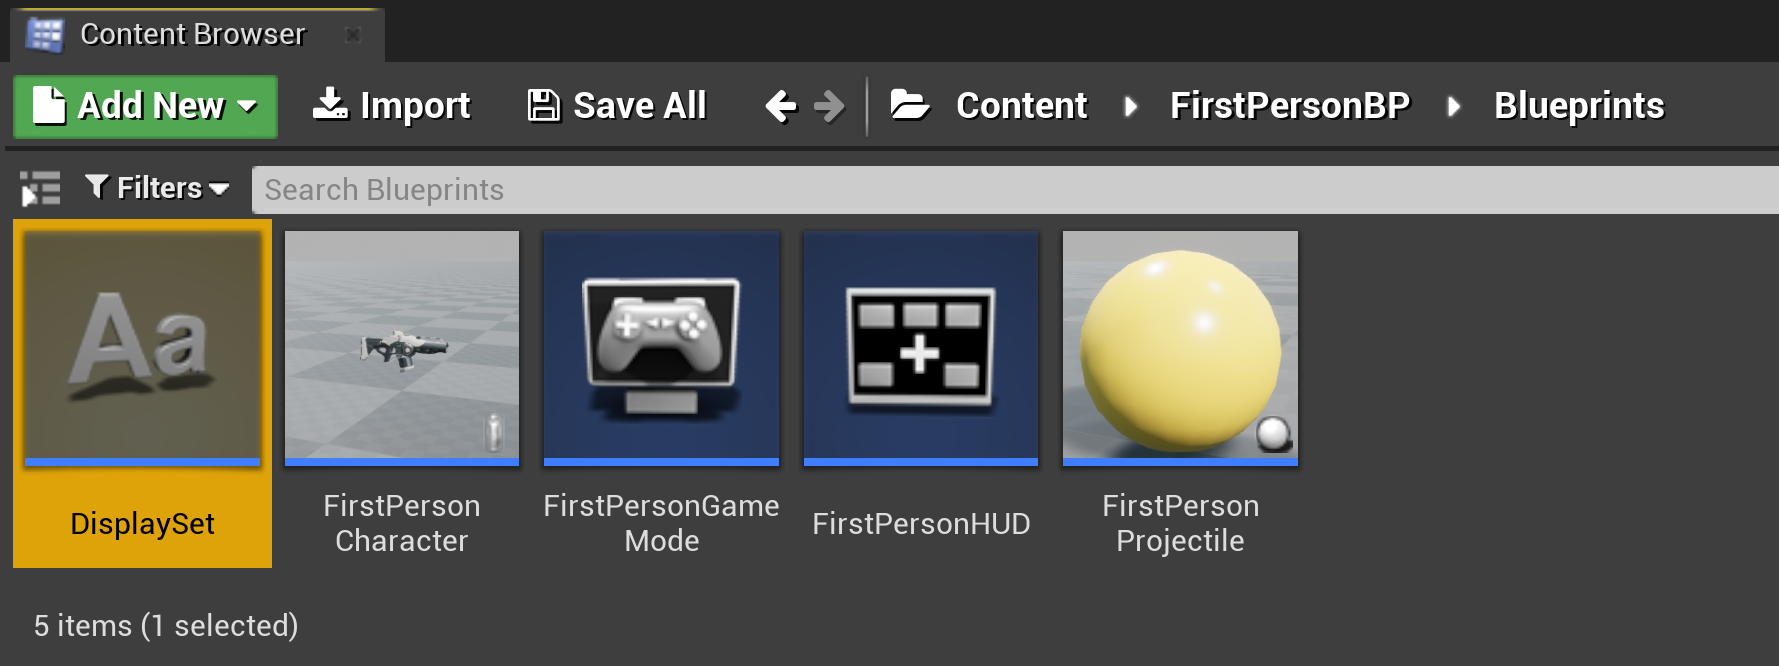 Content Browser
Add New Import Save All Content FirstPersonBP Blueprints
Filters Search Blueprints
Aa
DisplaySet
FirstPerson
Character
FirstPersonGame
Mode
FirstPersonHUD
FirstPerson
Projectile
5 items (1 selected)